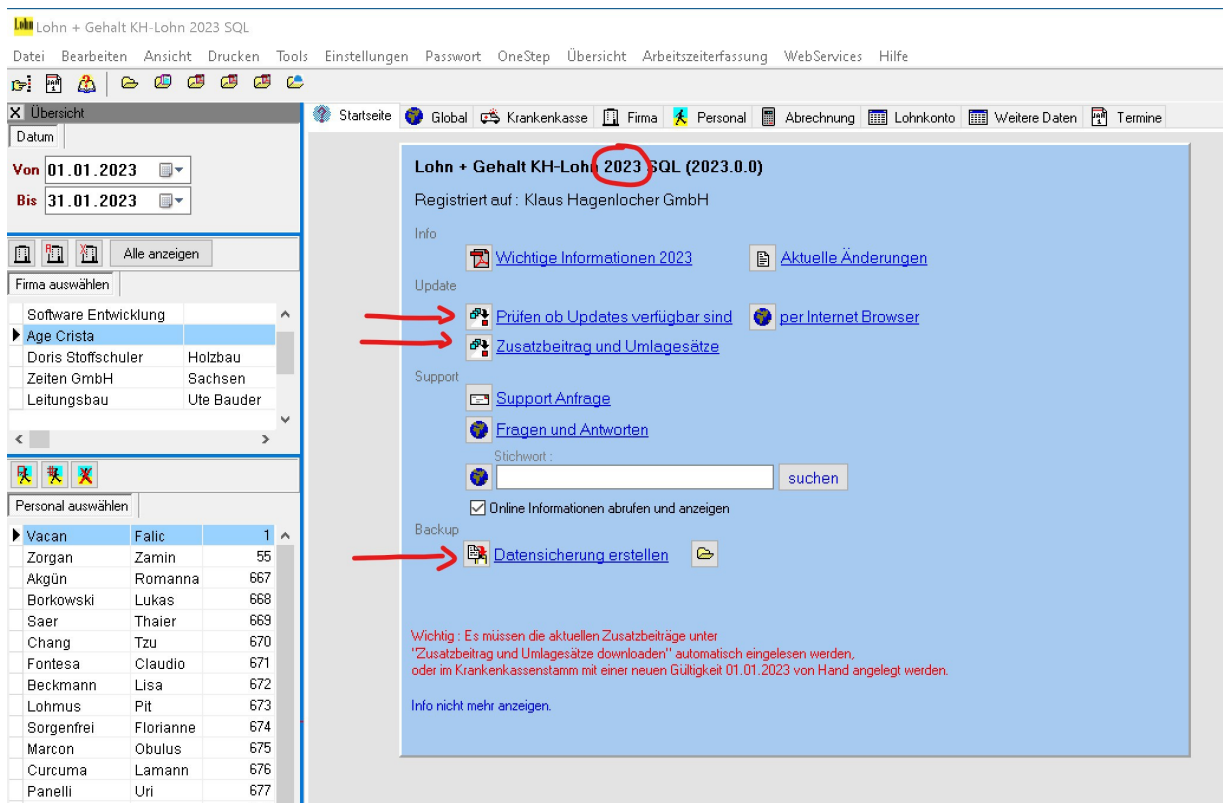 Lohn Lohn + Gehalt KH-Lohn 2023 SQL
Datei Bearbeiten Ansicht Drucken Tools Einstellungen Passwort OneStep Übersicht Arbeitszeiterfassung WebServices Hilfe
X Übersicht
Datum
Von 01.01.2023
Bis 31.01.2023
Alle anzeigen
Firma auswählen
Software Entwicklung
Age Crista
Doris Stoffschuler Holzbau
Zeiten GmbH Sachsen
Leitungsbau Ute Bauder
Personal auswählen
Vacan Falic 1
Zorgan Zamin 55
Akgün Romanna 667
Borkowski Lukas 668
Saer Thaier 669
Chang Tzu 670
Fontesa Claudio 671
Beckmann Lisa 672
Lohmus Pit 673
Sorgenfrei Florianne 674
Marcon Obulus 675
Curcuma Lamann 676
Panelli Uri 677
Startseite Global Krankenkasse Firma Personal Abrechnung Lohnkonto Weitere Daten Termine
Lohn + Gehalt KH-Lohn 2023 SQL (2023.0.0)
Registriert auf : Klaus Hagenlocher GmbH
Info
Wichtige Informationen 2023 Aktuelle Änderungen
Update
Prüfen ob Updates verfügbar sind per Internet Browser
Zusatzbeitrag und Umlagesätze
Support
Support Anfrage
Fragen und Antworten
Stichwort :
suchen
Online Informationen abrufen und anzeigen
Backup
Datensicherung erstellen
Wichtig : Es müssen die aktuellen Zusatzbeiträge unter
"Zusatzbeitrag und Umlagesätze downloaden" automatisch eingelesen werden,
oder im Krankenkassenstamm mit einer neuen Gültigkeit 01.01.2023 von Hand angelegt werden.
Info nicht mehr anzeigen.